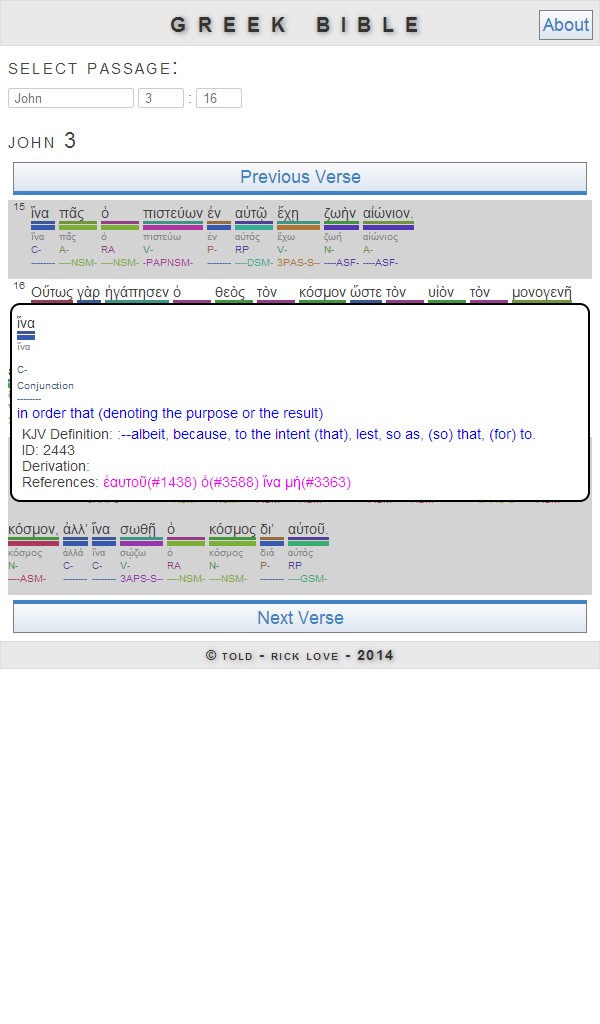 GREEK BIBLE
About
SELECT PASSAGE:
John 3 : 16
JOHN 3
Previous Verse
15 ἵνα πᾶς ὁ πιστεύων ἐν αὐτῷ ἔχῃ ζωὴν αἰώνιον.
ἵνα πᾶς ὁ πιστεύω ἐν αὐτός ἔχω ζωή αἰώνιος
C- A- RA V- P- RP V- N- A-
-------- ----NSM- ----NSM- -PAPNSM- -------- ----DSM- 3PAS-S-- ----ASF- ----ASF-
16 Οὕτως γὰρ ἠγάπησεν ὁ θεὸς τὸν κόσμον ὥστε τὸν υἱὸν τὸν μονογενῆ
ἵνα
ἵνα
C-
Conjunction
--------
in order that (denoting the purpose or the result)
KJV Definition: :--albeit, because, to the intent (that), lest, so as, (so) that, (for) to.
ID: 2443
Derivation:
References: ἑαυτοῦ(#1438) ὁ(#3588) ἵνα μή(#3363)
κόσμον, ἀλλ' ἵνα σωθῇ ὁ κόσμος δι' αὐτοῦ.
κόσμος ἀλλά ἵνα σῴζω ὁ κόσμος διά αὐτός
N- C- C- V- RA N- P- RP
----ASM- -------- -------- 3APS-S-- ----NSM- ----NSM- -------- ----GSM-
Next Verse
© TOLD - RICK LOVE - 2014